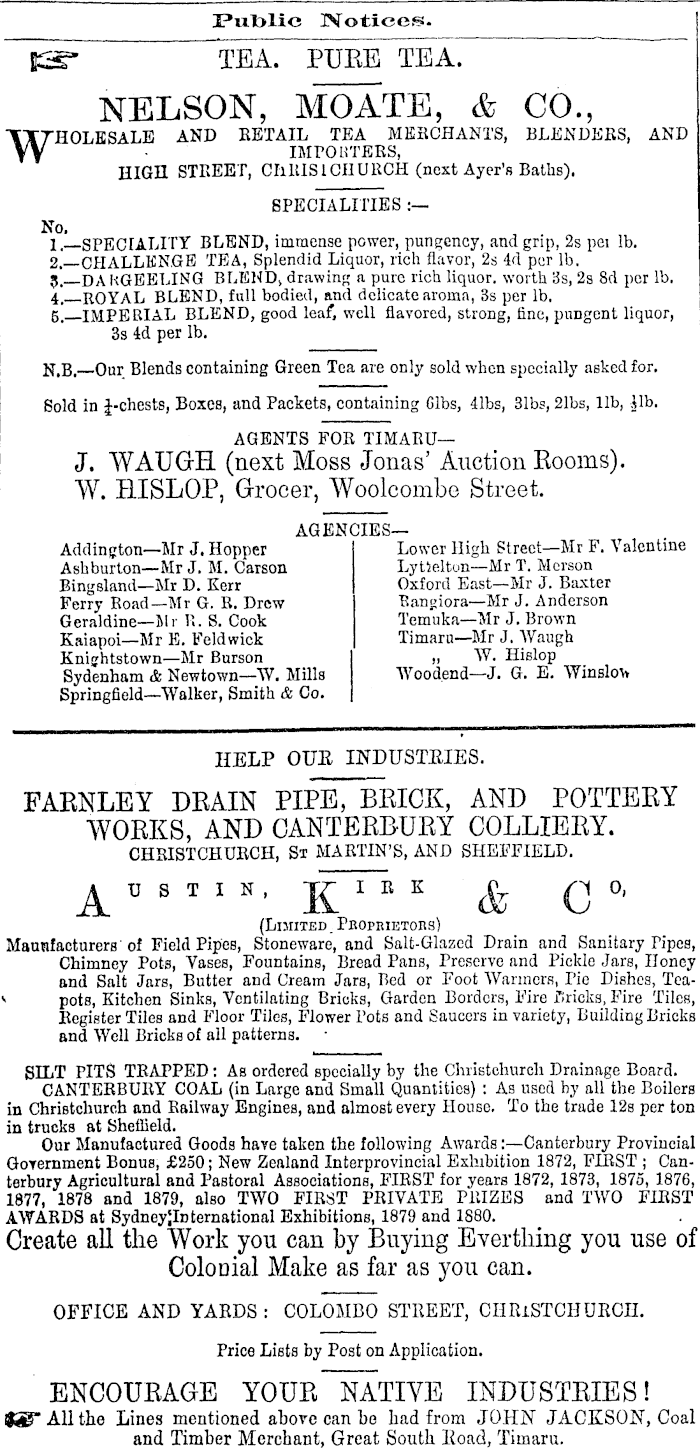 Public Notices.
TEA. PURE TEA.
NELSON, MOATE, & CO.,
WHOLESALE AND RETAIL TEA MERCHANTS, BLENDERS, AND
IMPORTERS,
HIGH STREET, CHRISTCHURCH (next Ayer's Baths).
SPECIALITIES :—
No.
1.—SPECIALITY BLEND, immense power, pungency, and grip, 2s per lb.
2.—CHALLENGE TEA, Splendid Liquor, rich flavor, 2s 4d per lb.
3.—DARGEELING BLEND, drawing a pure rich liquor, worth 3s, 2s 8d per lb.
4.—ROYAL BLEND, full bodied, and delicate aroma, 3s per lb.
5.—IMPERIAL BLEND, good leaf, well flavored, strong, fine, pungent liquor,
3s 4d per lb.
N.B.—Our Blends containing Green Tea are only sold when specially asked for.
Sold in ¼-chests, Boxes, and Packets, containing 6lbs, 4lbs, 3lbs, 2lbs, 1lb, ½lb.
AGENTS FOR TIMARU—
J. WAUGH (next Moss Jonas' Auction Rooms).
W. HISLOP, Grocer, Woolcombe Street.
AGENCIES—
Addington—Mr J. Hopper
Ashburton—Mr J. M. Carson
Bingsland—Mr D. Kerr
Ferry Road—Mr G. R. Drew
Geraldine—Mr R. S. Cook
Kaiapoi—Mr E. Feldwick
Knightstown—Mr Burson
Sydenham & Newtown—W. Mills
Springfield—Walker, Smith & Co.
Lower High Street—Mr F. Valentine
Lyttelton—Mr T. Merson
Oxford East—Mr J. Baxter
Rangiora—Mr J. Anderson
Temuka—Mr J. Brown
Timaru—Mr J. Waugh
„ W. Hislop
Woodend—J. G. E. Winslow
HELP OUR INDUSTRIES.
FARNLEY DRAIN PIPE, BRICK, AND POTTERY
WORKS, AND CANTERBURY COLLIERY.
CHRISTCHURCH, ST MARTIN'S, AND SHEFFIELD.
AUSTIN, KIRK & CO,
(LIMITED PROPRIETORS)
Manufacturers of Field Pipes, Stoneware, and Salt-Glazed Drain and Sanitary Pipes,
Chimney Pots, Vases, Fountains, Bread Pans, Preserve and Pickle Jars, Honey
and Salt Jars, Butter and Cream Jars, Bed or Foot Warmers, Pie Dishes, Tea-
pots, Kitchen Sinks, Ventilating Bricks, Garden Borders, Fire Bricks, Fire Tiles,
Register Tiles and Floor Tiles, Flower Pots and Saucers in variety, Building Bricks
and Well Bricks of all patterns.
SILT PITS TRAPPED: As ordered specially by the Christchurch Drainage Board.
CANTERBURY COAL (in Large and Small Quantities) : As used by all the Boilers
in Christchurch and Railway Engines, and almost every House. To the trade 12s per ton
in trucks at Sheffield.
Our Manufactured Goods have taken the following Awards:—Canterbury Provincial
Government Bonus, £250; New Zealand Interprovincial Exhibition 1872, FIRST; Can-
terbury Agricultural and Pastoral Associations, FIRST for years 1872, 1873, 1875, 1876,
1877, 1878 and 1879, also TWO FIRST PRIVATE PRIZES and TWO FIRST
AWARDS at Sydney International Exhibitions, 1879 and 1880.
Create all the Work you can by Buying Everthing you use of
Colonial Make as far as you can.
OFFICE AND YARDS: COLOMBO STREET, CHRISTCHURCH.
Price Lists by Post on Application.
ENCOURAGE YOUR NATIVE INDUSTRIES!
All the Lines mentioned above can be had from JOHN JACKSON, Coal
and Timber Merchant, Great South Road, Timaru.